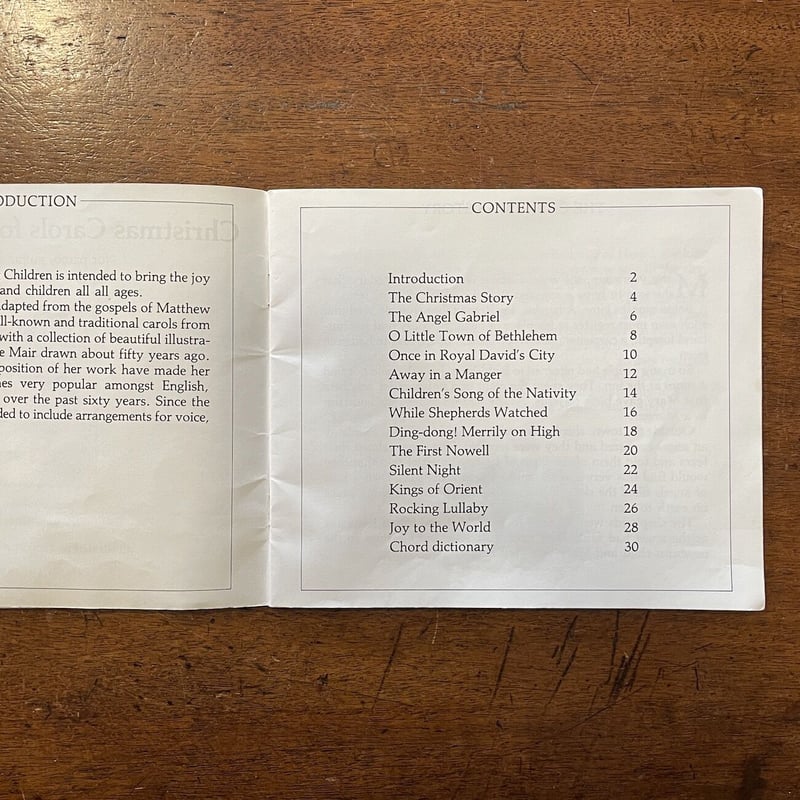 ODUCTION
Children is intended to bring the joy
and children all all ages.
dapted from the gospels of Matthew
ll-known and traditional carols from
with a collection of beautiful illustra-
e Mair drawn about fifty years ago.
position of her work have made her
es very popular amongst English,
over the past sixty years. Since the
ded to include arrangements for voice,
CONTENTS
Introduction 2
The Christmas Story 4
The Angel Gabriel 6
O Little Town of Bethlehem 8
Once in Royal David's City 10
Away in a Manger 12
Children's Song of the Nativity 14
While Shepherds Watched 16
Ding-dong! Merrily on High 18
The First Nowell 20
Silent Night 22
Kings of Orient 24
Rocking Lullaby 26
Joy to the World 28
Chord dictionary 30